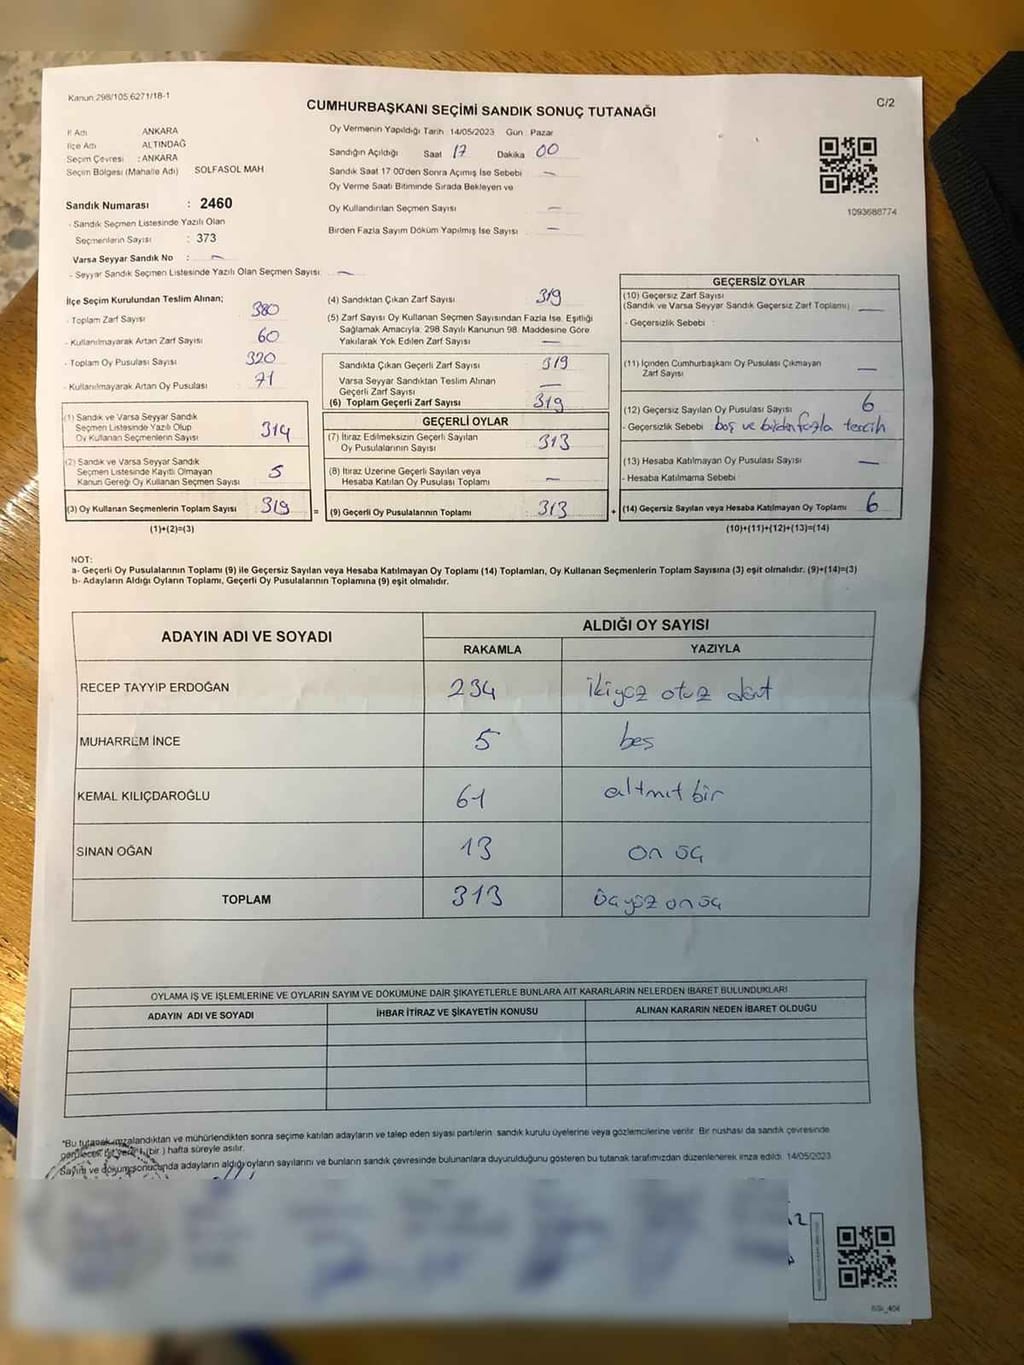 Kanun 298/105 6271/18-1
CUMHURBAŞKANI SEÇİMİ SANDIK SONUÇ TUTANAĞI
C/2
İl Adı ANKARA
İlçe Adı ALTINDAĞ
Seçim Çevresi : ANKARA
Seçim Bölgesi (Mahalle Adı) SOLFASOL MAH
Sandık Numarası : 2460
- Sandık Seçmen Listesinde Yazılı Olan
Seçmenlerin Sayısı : 373
Varsa Seyyar Sandık No : —
- Seyyar Sandık Seçmen Listesinde Yazılı Olan Seçmen Sayısı: —
Oy Vermenin Yapıldığı Tarih 14/05/2023 Gün : Pazar
Sandığın Açıldığı Saat 17 Dakika 00
Sandık Saat 17 00'den Sonra Açımış İse Sebebi —
Oy Verme Saati Bitiminde Sırada Bekleyen ve
Oy Kullandırılan Seçmen Sayısı —
Birden Fazla Sayım Döküm Yapılmış İse Sayısı —
1093688774
İlçe Seçim Kurulundan Teslim Alınan;
- Toplam Zarf Sayısı 380
- Kullanılmayarak Artan Zarf Sayısı 60
- Toplam Oy Pusulası Sayısı 320
- Kullanılmayarak Artan Oy Pusulası 71
(1) Sandık ve Varsa Seyyar Sandık
Seçmen Listesinde Yazılı Olup
Oy Kullanan Seçmenlerin Sayısı 314
(2) Sandık ve Varsa Seyyar Sandık
Seçmen Listesinde Kayıtlı Olmayan
Kanun Gereği Oy Kullanan Seçmen Sayısı 5
(3) Oy Kullanan Seçmenlerin Toplam Sayısı 319 =
(1)+(2)=(3)
(4) Sandıktan Çıkan Zarf Sayısı 319
(5) Zarf Sayısı Oy Kullanan Seçmen Sayısından Fazla İse, Eşitliği
Sağlamak Amacıyla, 298 Sayılı Kanunun 98. Maddesine Göre
Yakılarak Yok Edilen Zarf Sayısı —
Sandıkta Çıkan Geçerli Zarf Sayısı 319
Varsa Seyyar Sandıktan Teslim Alınan
Geçerli Zarf Sayısı —
(6) Toplam Geçerli Zarf Sayısı 319
GEÇERLİ OYLAR
(7) İtiraz Edilmeksizin Geçerli Sayılan
Oy Pusulalarının Sayısı 313
(8) İtiraz Üzerine Geçerli Sayılan veya
Hesaba Katılan Oy Pusulası Toplamı —
(9) Geçerli Oy Pusulalarının Toplamı 313 +
GEÇERSİZ OYLAR
(10) Geçersiz Zarf Sayısı
(Sandık ve Varsa Seyyar Sandık Geçersiz Zarf Toplamı) —
- Geçersizlik Sebebi :
(11) İçinden Cumhurbaşkanı Oy Pusulası Çıkmayan
Zarf Sayısı —
(12) Geçersiz Sayılan Oy Pusulası Sayısı 6
- Geçersizlik Sebebi boş ve birden fazla tercih
(13) Hesaba Katılmayan Oy Pusulası Sayısı —
- Hesaba Katılmama Sebebi
(14) Geçersiz Sayılan veya Hesaba Katılmayan Oy Toplamı 6
(10)+(11)+(12)+(13)=(14)
NOT:
a- Geçerli Oy Pusulalarının Toplamı (9) ile Geçersiz Sayılan veya Hesaba Katılmayan Oy Toplamı (14) Toplamları, Oy Kullanan Seçmenlerin Toplam Sayısına (3) eşit olmalıdır. (9)+(14)=(3)
b- Adayların Aldığı Oyların Toplamı, Geçerli Oy Pusulalarının Toplamına (9) eşit olmalıdır.
ADAYIN ADI VE SOYADI ALDIĞI OY SAYISI
RAKAMLA YAZIYLA
RECEP TAYYİP ERDOĞAN 234 ikiyüz otuz dört
MUHARREM İNCE 5 beş
KEMAL KILIÇDAROĞLU 61 altmıt bir
SİNAN OĞAN 13 on üç
TOPLAM 313 üçyüz onüç
OYLAMA İŞ VE İŞLEMLERİNE VE OYLARIN SAYIM VE DÖKÜMÜNE DAİR ŞİKAYETLERLE BUNLARA AİT KARARLARIN NELERDEN İBARET BULUNDUKLARI
ADAYIN ADI VE SOYADI İHBAR İTİRAZ VE ŞİKAYETİN KONUSU ALINAN KARARIN NEDEN İBARET OLDUĞU
*Bu tutanak imzalandıktan ve mühürlendikten sonra seçime katılan adayların ve talep eden siyasi partilerin sandık kurulu üyelerine veya gözlemcilerine verilir. Bir nüshası da sandık çevresinde
(bir) hafta süreyle asılır.
Sayım ve döküm sonucunda adayların aldığı oyların sayılarını ve bunların sandık çevresinde bulunanlara duyurulduğunu gösteren bu tutanak tarafımızdan düzenlenerek imza edildi. 14/05/2023